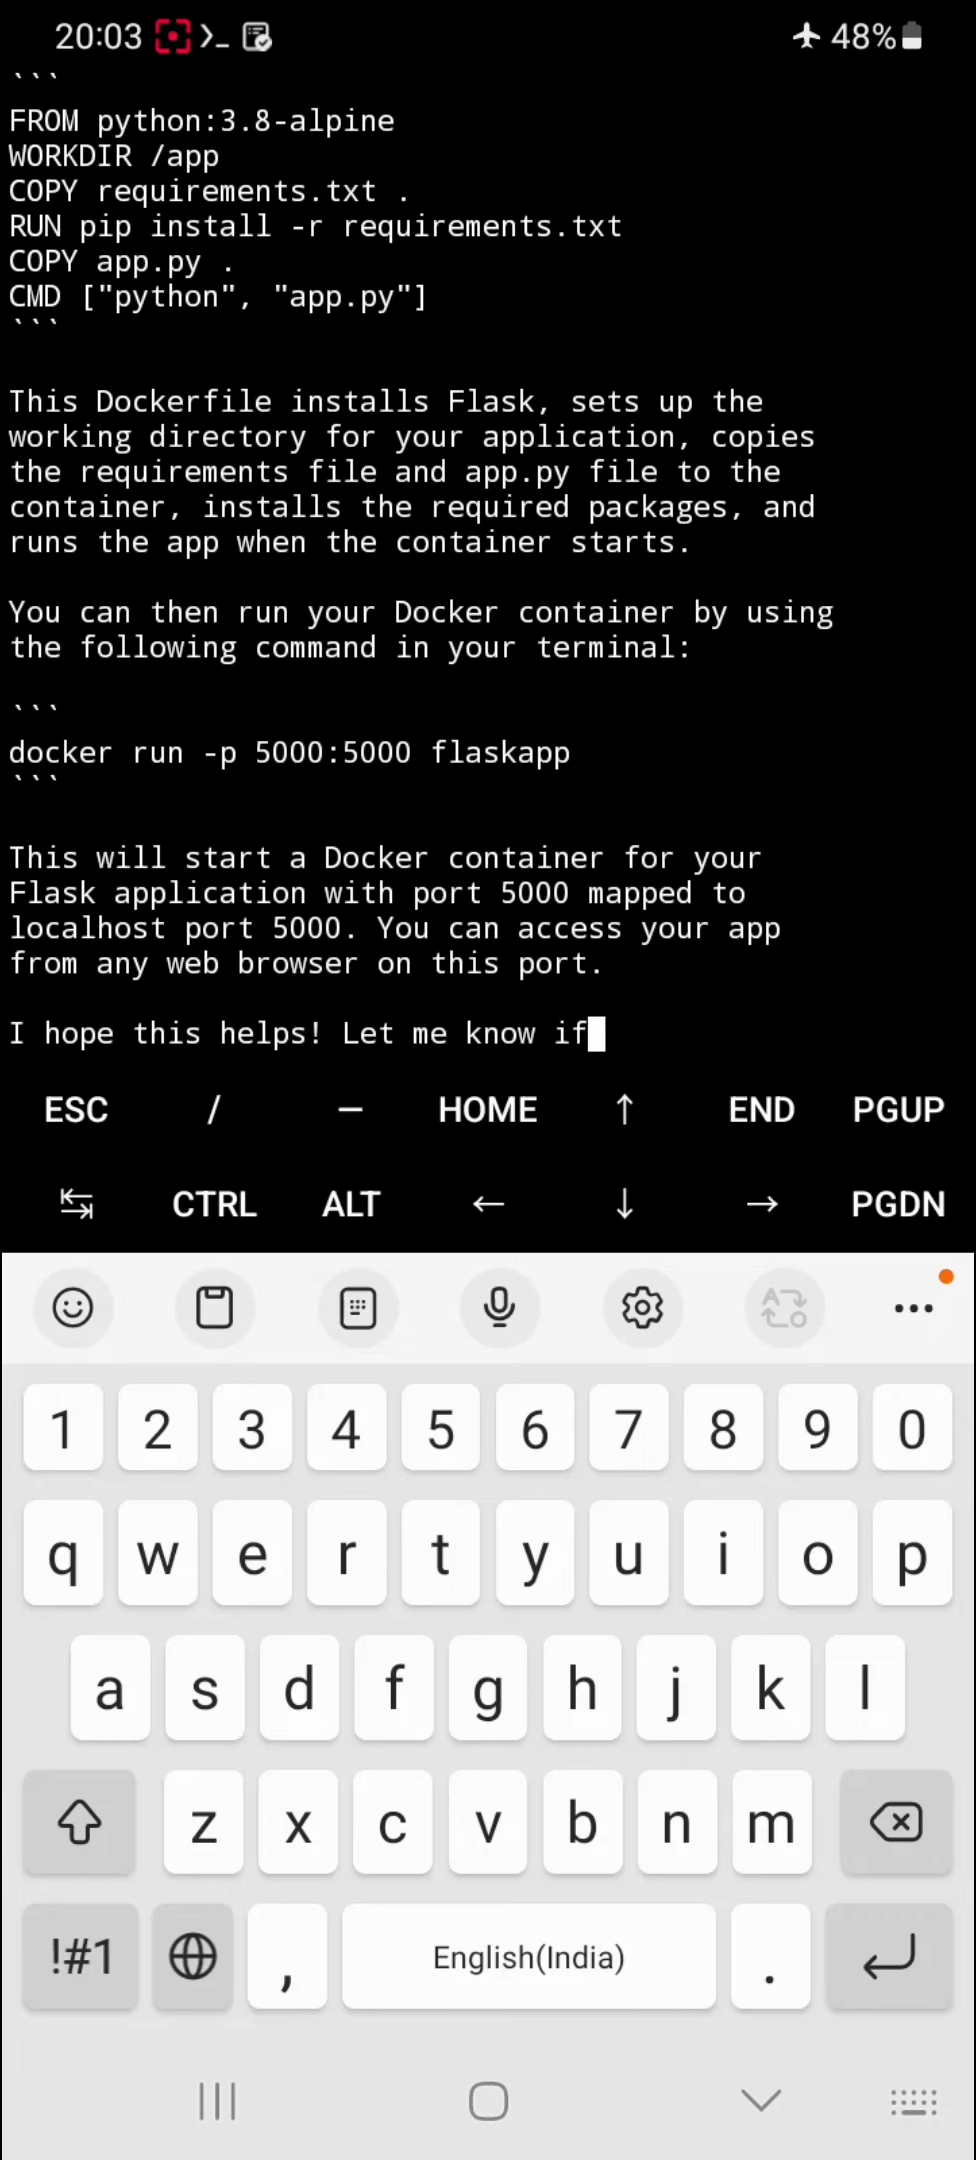 20:03 48%
```
FROM python:3.8-alpine
WORKDIR /app
COPY requirements.txt .
RUN pip install -r requirements.txt
COPY app.py .
CMD ["python", "app.py"]
```
This Dockerfile installs Flask, sets up the
working directory for your application, copies
the requirements file and app.py file to the
container, installs the required packages, and
runs the app when the container starts.
You can then run your Docker container by using
the following command in your terminal:
```
docker run -p 5000:5000 flaskapp
```
This will start a Docker container for your
Flask application with port 5000 mapped to
localhost port 5000. You can access your app
from any web browser on this port.
I hope this helps! Let me know if
ESC / — HOME ↑ END PGUP
↹ CTRL ALT ← ↓ → PGDN
1 2 3 4 5 6 7 8 9 0
q w e r t y u i o p
a s d f g h j k l
z x c v b n m
!#1 , English(India) .